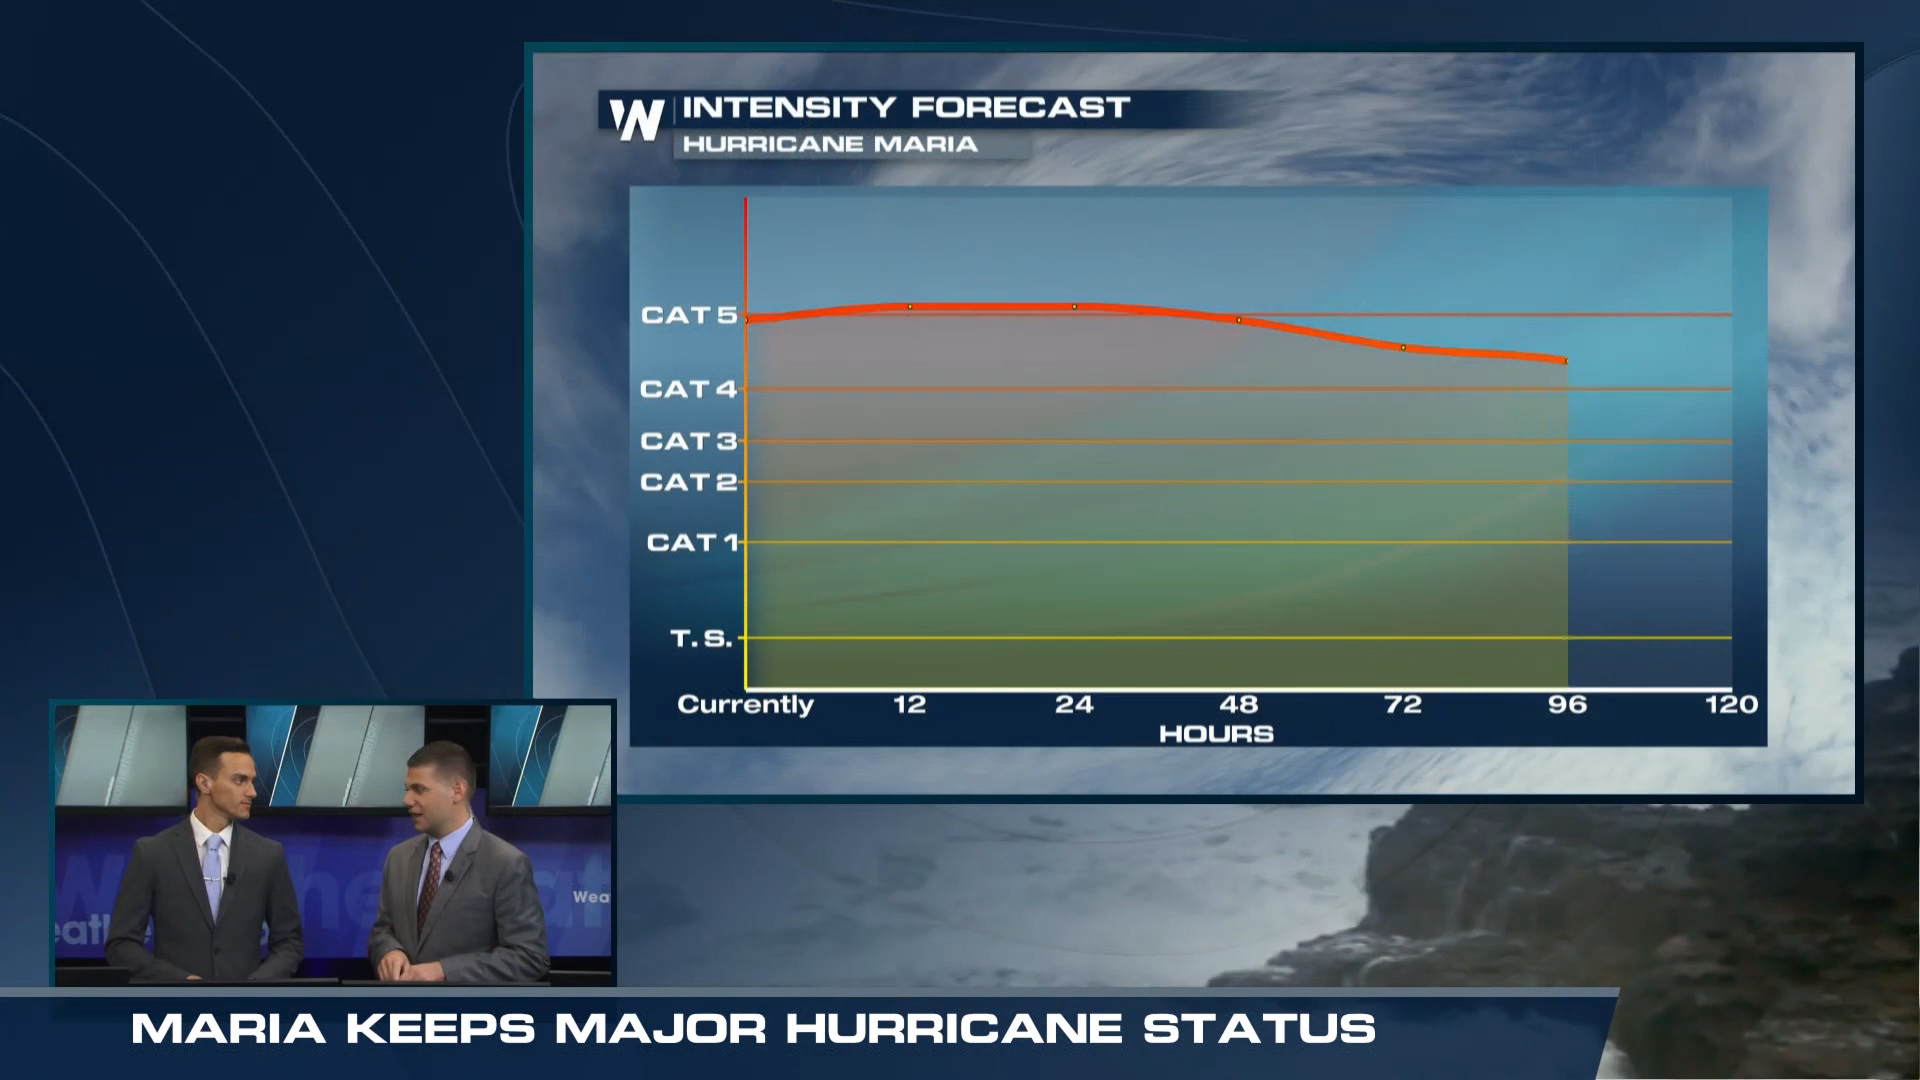 W INTENSITY FORECAST
HURRICANE MARIA
CAT 5
CAT 4
CAT 3
CAT 2
CAT 1
T.S.
Currently 12 24 48 72 96 120
HOURS
Wea
MARIA KEEPS MAJOR HURRICANE STATUS